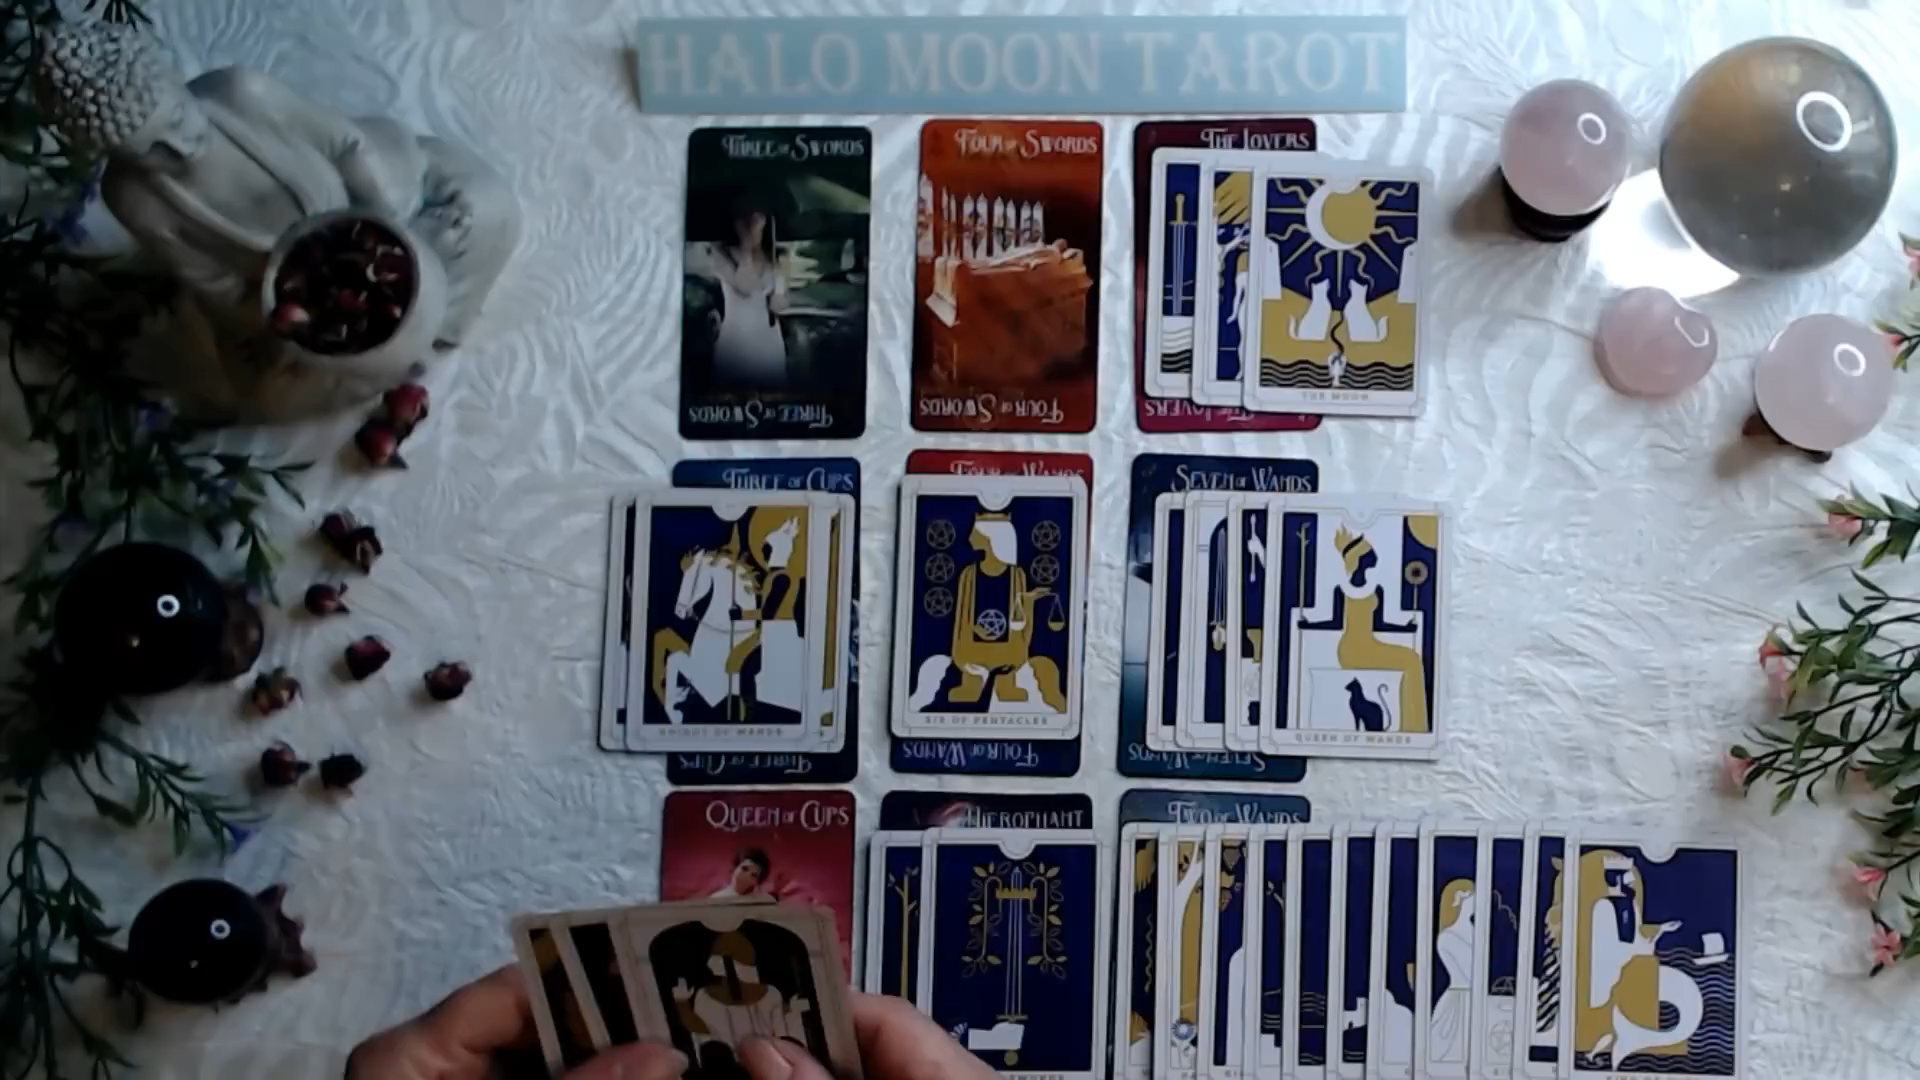 HALO MOON TAROT
THREE OF SWORDS
THREE OF SWORDS
FOUR OF SWORDS
FOUR OF SWORDS
THE LOVERS
THE LOVERS
THE MOON
THREE OF CUPS
KNIGHT OF WANDS
THREE OF CUPS
FOUR OF WANDS
SIX OF PENTACLES
FOUR OF WANDS
SEVEN OF WANDS
QUEEN OF WANDS
SEVEN OF WANDS
QUEEN OF CUPS
HIEROPHANT
SWORDS
TWO OF WANDS